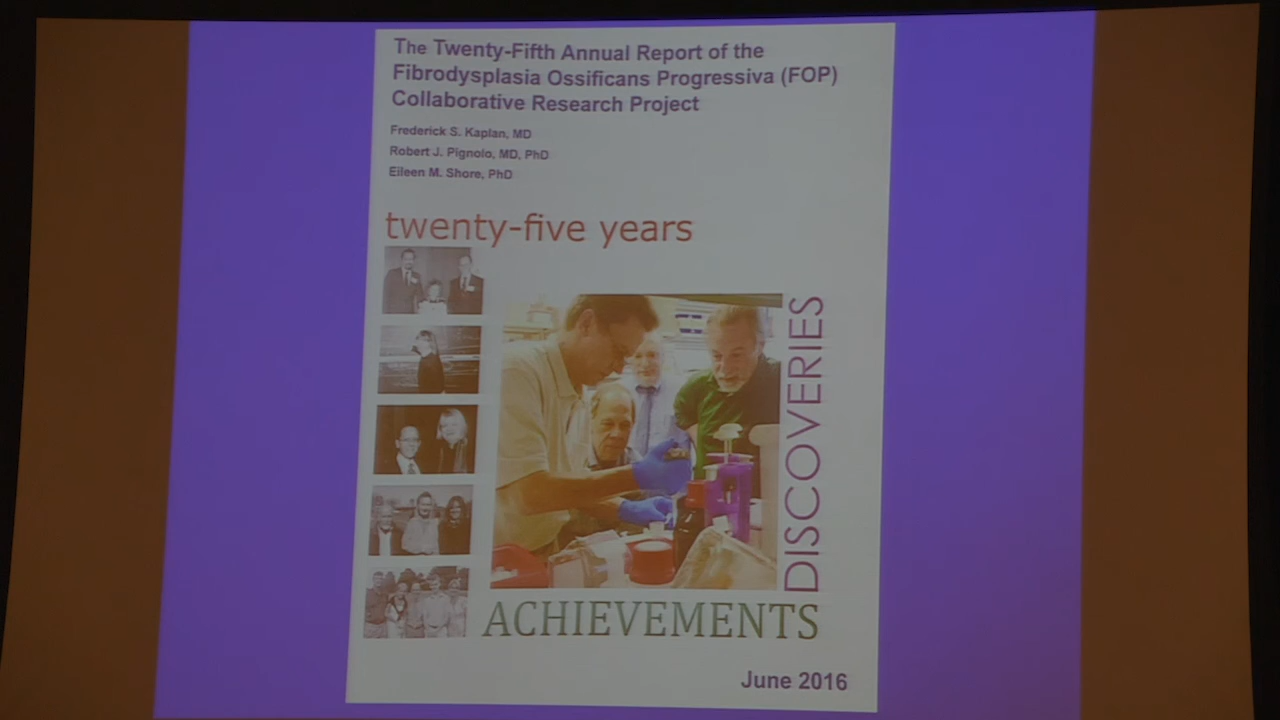 The Twenty-Fifth Annual Report of the
Fibrodysplasia Ossificans Progressiva (FOP)
Collaborative Research Project
Frederick S. Kaplan, MD
Robert J. Pignolo, MD, PhD
Eileen M. Shore, PhD
twenty-five years
DISCOVERIES
ACHIEVEMENTS
June 2016